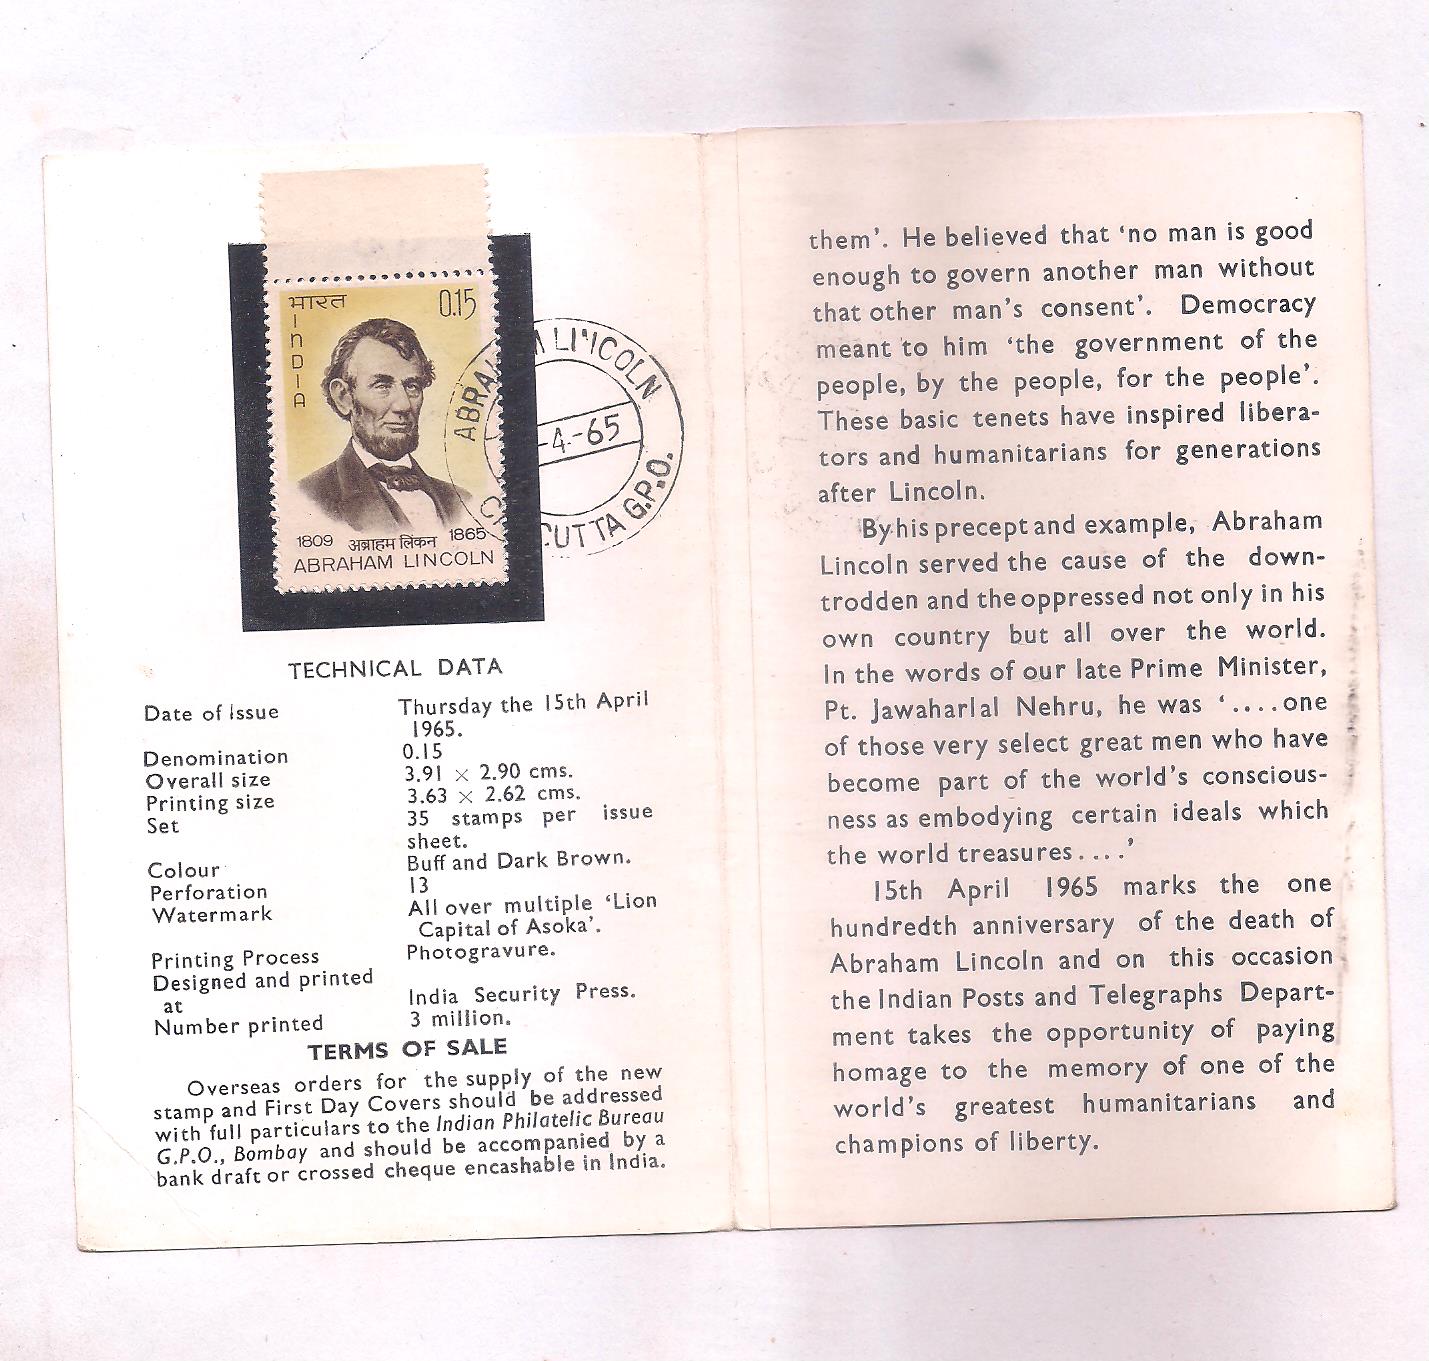 भारत 0.15
INDIA
1809 अब्राहम लिंकन 1865
ABRAHAM LINCOLN
ABRAHAM LINCOLN
-4-65
CALCUTTA G.P.O.
TECHNICAL DATA
Date of issue Thursday the 15th April
1965.
Denomination 0.15
Overall size 3.91 × 2.90 cms.
Printing size 3.63 × 2.62 cms.
Set 35 stamps per issue
sheet.
Colour Buff and Dark Brown.
Perforation 13
Watermark All over multiple ‘Lion
Capital of Asoka’.
Printing Process Photogravure.
Designed and printed
at India Security Press.
Number printed 3 million.
TERMS OF SALE
Overseas orders for the supply of the new
stamp and First Day Covers should be addressed
with full particulars to the Indian Philatelic Bureau
G.P.O., Bombay and should be accompanied by a
bank draft or crossed cheque encashable in India.
them’. He believed that ‘no man is good
enough to govern another man without
that other man’s consent’. Democracy
meant to him ‘the government of the
people, by the people, for the people’.
These basic tenets have inspired libera-
tors and humanitarians for generations
after Lincoln.
By his precept and example, Abraham
Lincoln served the cause of the down-
trodden and the oppressed not only in his
own country but all over the world.
In the words of our late Prime Minister,
Pt. Jawaharlal Nehru, he was ‘....one
of those very select great men who have
become part of the world’s conscious-
ness as embodying certain ideals which
the world treasures....’
15th April 1965 marks the one
hundredth anniversary of the death of
Abraham Lincoln and on this occasion
the Indian Posts and Telegraphs Depart-
ment takes the opportunity of paying
homage to the memory of one of the
world’s greatest humanitarians and
champions of liberty.